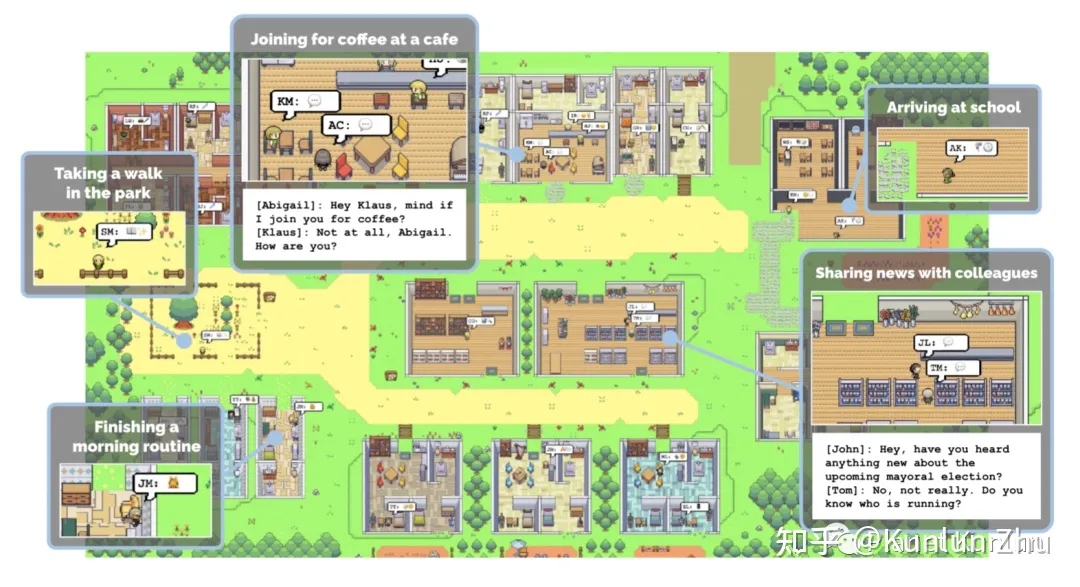 Joining for coffee at a cafe
KM:
AC:
[Abigail]: Hey Klaus, mind if
I join you for coffee?
[Klaus]: Not at all, Abigail.
How are you?
Taking a walk
in the park
SM:
Arriving at school
AK:
Sharing news with colleagues
JL:
TM:
[John]: Hey, have you heard
anything new about the
upcoming mayoral election?
[Tom]: No, not really. Do you
know who is running?
Finishing a
morning routine
JM:
知乎 @KunlunZhu